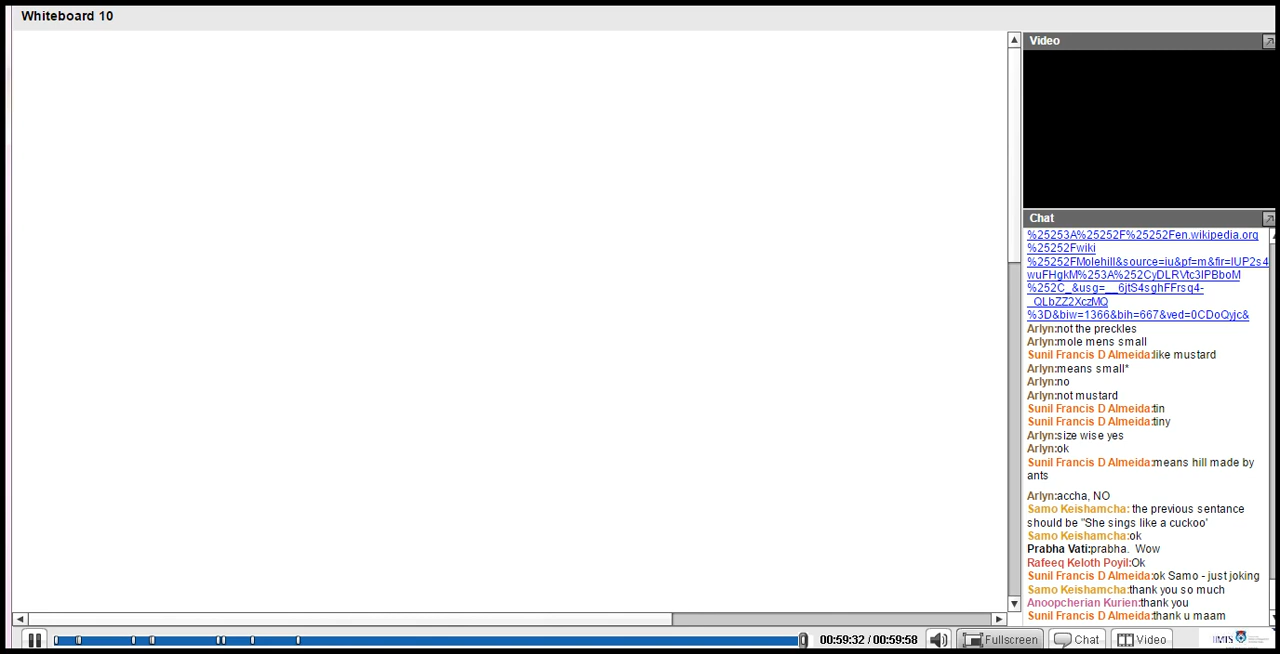 Whiteboard 10
Video
Chat
%25253A%25252F%25252Fen.wikipedia.org
%25252Fwiki
%25252FMolehill&source=iu&pf=m&fir=IUP2s4
wuFHgkM%253A%252CyDLRVtc3IPBboM
%252C_&usg=__6jtS4sghFFrsq4-
_QLbZZ2XczMQ
%3D&biw=1366&bih=667&ved=0CDoQyjc&
Arlyn:not the preckles
Arlyn:mole mens small
Sunil Francis D Almeida:like mustard
Arlyn:means small*
Arlyn:no
Arlyn:not mustard
Sunil Francis D Almeida:tin
Sunil Francis D Almeida:tiny
Arlyn:size wise yes
Arlyn:ok
Sunil Francis D Almeida:means hill made by
ants
Arlyn:accha, NO
Samo Keishamcha: the previous sentance
should be "She sings like a cuckoo'
Samo Keishamcha:ok
Prabha Vati:prabha. Wow
Rafeeq Keloth Poyil:Ok
Sunil Francis D Almeida:ok Samo - just joking
Samo Keishamcha:thank you so much
Anoopcherian Kurien:thank you
Sunil Francis D Almeida:thank u maam
00:59:32 / 00:59:58
Fullscreen
Chat
Video
IMS